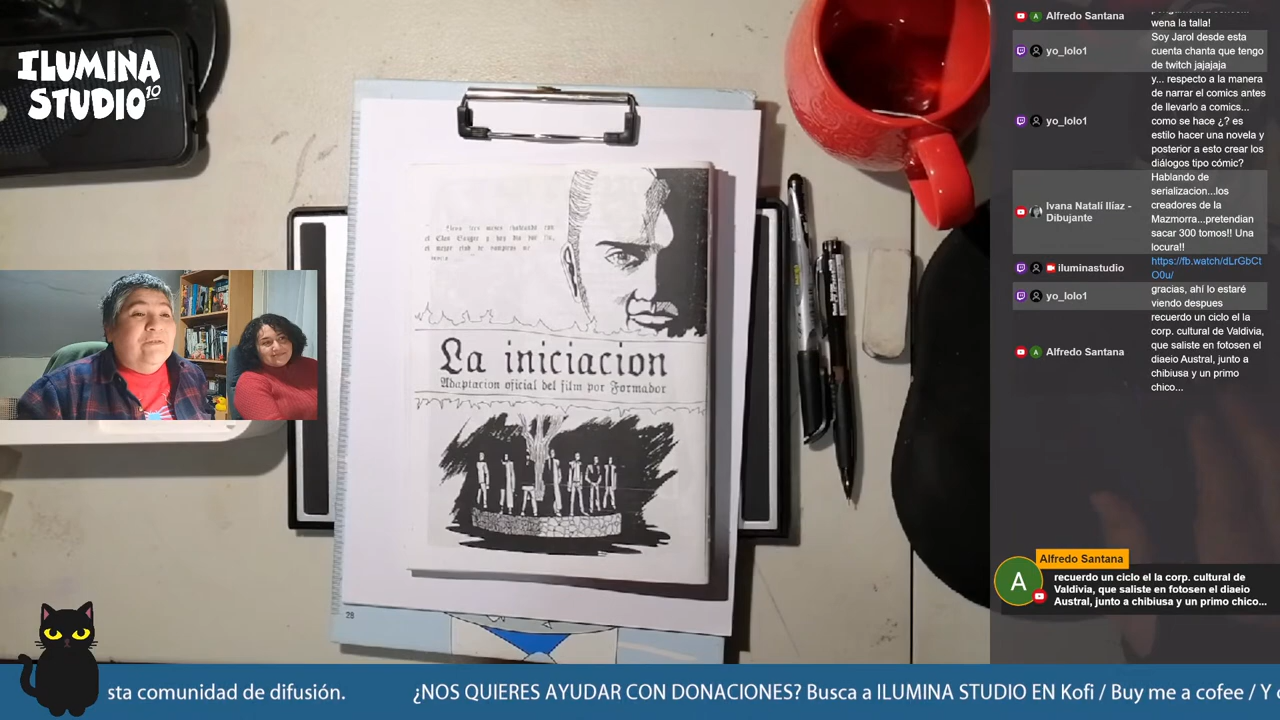 ILUMINA
STUDIO
La iniciacion
Adaptacion oficial del film por Formador
28
wena la talla!
Alfredo Santana
Soy Jarol desde esta
cuenta chanta que tengo
de twitch jajajaja
yo_lolo1
y... respecto a la manera
de narrar el comics antes
de llevarlo a comics...
como se hace ¿? es
estilo hacer una novela y
posterior a esto crear los
diálogos tipo cómic?
yo_lolo1
Hablando de
serializacion...los
creadores de la
Mazmorra...pretendian
sacar 300 tomos!! Una
locura!!
Ivana Natalí Ilíaz -
Dibujante
https://fb.watch/dLrGbCt
O0u/
iluminastudio
gracias, ahí lo estaré
viendo despues
yo_lolo1
recuerdo un ciclo el la
corp. cultural de Valdivia,
que saliste en fotosen el
diaeio Austral, junto a
chibiusa y un primo
chico...
Alfredo Santana
Alfredo Santana
A
recuerdo un ciclo el la corp. cultural de
Valdivia, que saliste en fotosen el diaeio
Austral, junto a chibiusa y un primo chico...
sta comunidad de difusión. ¿NOS QUIERES AYUDAR CON DONACIONES? Busca a ILUMINA STUDIO EN Kofi / Buy me a cofee / Y